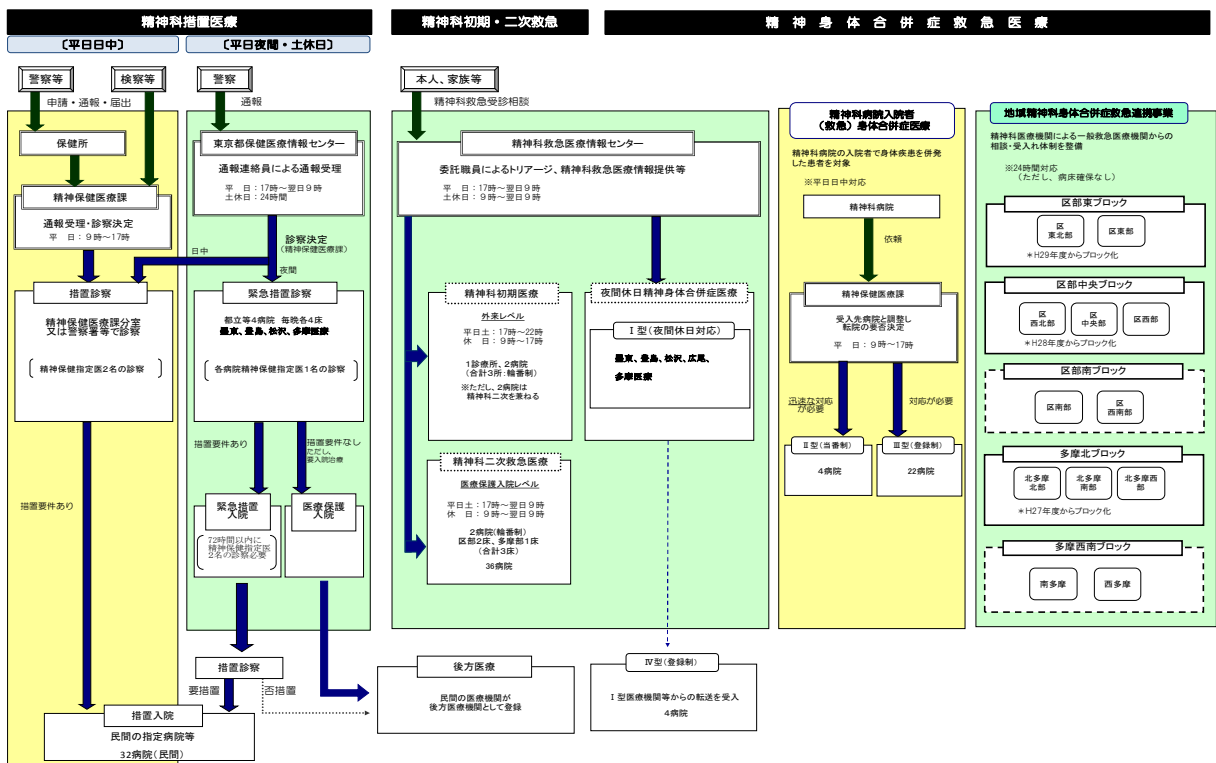 精神科措置医療
〔平日日中〕
〔平日夜間・土休日〕
警察等
検察等
申請・通報・届出
保健所
精神保健医療課
通報受理・診察決定
平　日：９時～17時
措置診察
精神保健医療課分室
又は警察署等で診察
精神保健指定医2名の診察
措置要件あり
警察
通報
東京都保健医療情報センター
通報連絡員による通報受理
平　日：17時～翌日９時
土休日：24時間
日中
診察決定
（精神保健医療課）
夜間
緊急措置診察
都立等4病院　毎晩各4床
墨東、豊島、松沢、多摩医療
各病院精神保健指定医1名の診察
措置要件あり
措置要件なし
ただし、
要入院治療
緊急措置
入院
72時間以内に
精神保健指定医
2名の診察必要
医療保護
入院
措置診察
要措置
否措置
措置入院
民間の指定病院等
32病院（民間）
精神科初期・二次救急
本人、家族等
精神科救急受診相談
精神科救急医療情報センター
委託職員によるトリアージ、精神科救急医療情報提供等
平　日：17時～翌日９時
土休日：９時～翌日９時
精神科初期医療
外来レベル
平日土：17時～22時
休　日：９時～17時
1診療所、2病院
（合計3所：輪番制）
※ただし、2病院は
精神科二次を兼ねる
精神科二次救急医療
医療保護入院レベル
平日土：17時～翌日９時
休　日：９時～翌日９時
2病院（輪番制）
区部2床、多摩部1床
（合計3床）
36病院
後方医療
民間の医療機関が
後方医療機関として登録
精神身体合併症救急医療
夜間休日精神身体合併症医療
Ⅰ型（夜間休日対応）
墨東、豊島、松沢、広尾、
多摩医療
Ⅳ型（登録制）
Ⅰ型医療機関等からの転送を受入
4病院
精神科病院入院者
（救急）身体合併症医療
精神科病院の入院者で身体疾患を併発
した患者を対象
※平日日中対応
精神科病院
依頼
精神保健医療課
受入先病院と調整し
転院の要否決定
平　日：９時～17時
迅速な対応
が必要
対応が必要
Ⅱ型（当番制）
4病院
Ⅲ型（登録制）
22病院
地域精神科身体合併症救急連携事業
精神科医療機関による一般救急医療機関からの
相談・受入れ体制を整備
※24時間対応
（ただし、病床確保なし）
区部東ブロック
区
東北部
区東部
＊H29年度からブロック化
区部中央ブロック
区
西北部
区
中央部
区西部
＊H28年度からブロック化
区部南ブロック
区南部
区
西南部
多摩北ブロック
北多摩
北部
北多摩
南部
北多摩西
部
＊H27年度からブロック化
多摩西南ブロック
南多摩
西多摩